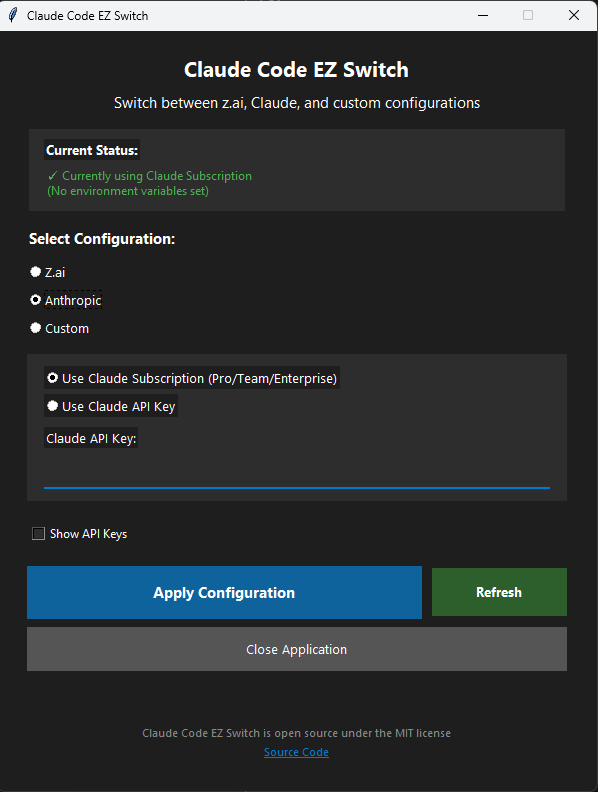 Claude Code EZ Switch
Claude Code EZ Switch
Switch between z.ai, Claude, and custom configurations
Current Status:
✓ Currently using Claude Subscription
(No environment variables set)
Select Configuration:
Z.ai
Anthropic
Custom
Use Claude Subscription (Pro/Team/Enterprise)
Use Claude API Key
Claude API Key:
Show API Keys
Apply Configuration
Refresh
Close Application
Claude Code EZ Switch is open source under the MIT license
Source Code